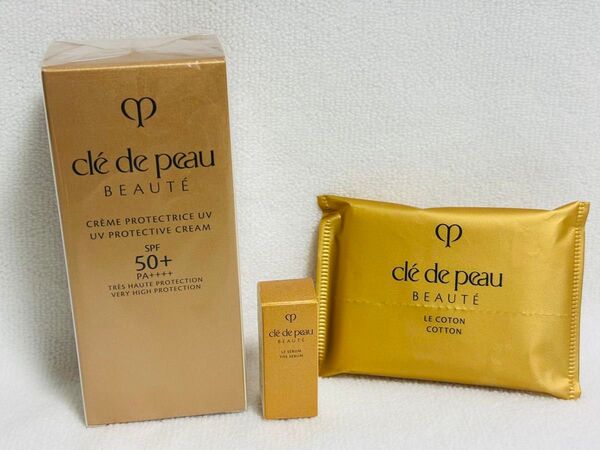 clé de peau
BEAUTÉ
CRÈME PROTECTRICE UV
UV PROTECTIVE CREAM
SPF
50+
PA++++
TRÈS HAUTE PROTECTION
VERY HIGH PROTECTION
clé de peau
BEAUTÉ
LE SÉRUM
THE SERUM
clé de peau
BEAUTÉ
LE COTON
COTTON